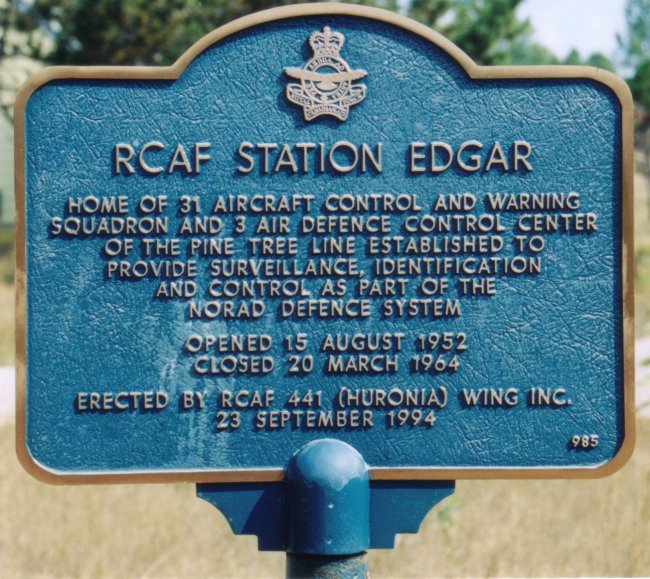 RCAF STATION EDGAR
HOME OF 31 AIRCRAFT CONTROL AND WARNING
SQUADRON AND 3 AIR DEFENCE CONTROL CENTER
OF THE PINE TREE LINE ESTABLISHED TO
PROVIDE SURVEILLANCE, IDENTIFICATION
AND CONTROL AS PART OF THE
NORAD DEFENCE SYSTEM
OPENED 15 AUGUST 1952
CLOSED 20 MARCH 1964
ERECTED BY RCAF 441 (HURONIA) WING INC.
23 SEPTEMBER 1994
985